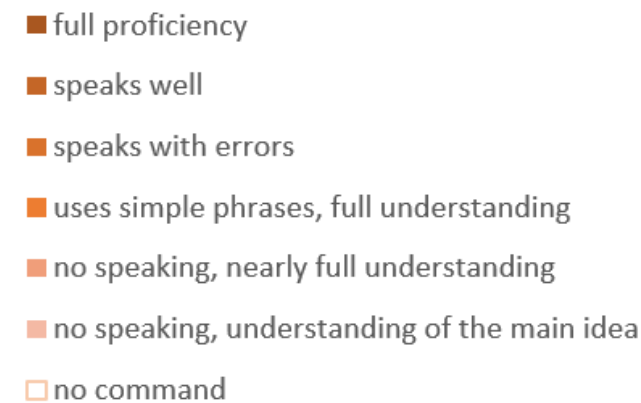 full proficiency
speaks well
speaks with errors
uses simple phrases, full understanding
no speaking, nearly full understanding
no speaking, understanding of the main idea
no command